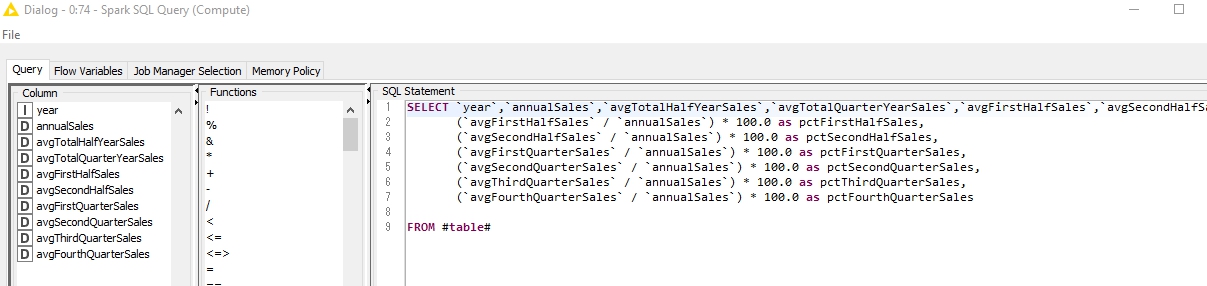 Dialog - 0:74 - Spark SQL Query (Compute)
File
Query Flow Variables Job Manager Selection Memory Policy
Column
I year
D annualSales
D avgTotalHalfYearSales
D avgTotalQuarterYearSales
D avgFirstHalfSales
D avgSecondHalfSales
D avgFirstQuarterSales
D avgSecondQuarterSales
D avgThirdQuarterSales
D avgFourthQuarterSales
Functions
!
%
&
*
+
-
/
<
<=
<=>
=
==
SQL Statement
1 SELECT `year`,`annualSales`,`avgTotalHalfYearSales`,`avgTotalQuarterYearSales`,`avgFirstHalfSales`,`avgSecondHalfSa
2 (`avgFirstHalfSales` / `annualSales`) * 100.0 as pctFirstHalfSales,
3 (`avgSecondHalfSales` / `annualSales`) * 100.0 as pctSecondHalfSales,
4 (`avgFirstQuarterSales` / `annualSales`) * 100.0 as pctFirstQuarterSales,
5 (`avgSecondQuarterSales` / `annualSales`) * 100.0 as pctSecondQuarterSales,
6 (`avgThirdQuarterSales` / `annualSales`) * 100.0 as pctThirdQuarterSales,
7 (`avgFourthQuarterSales` / `annualSales`) * 100.0 as pctFourthQuarterSales
8
9 FROM #table#